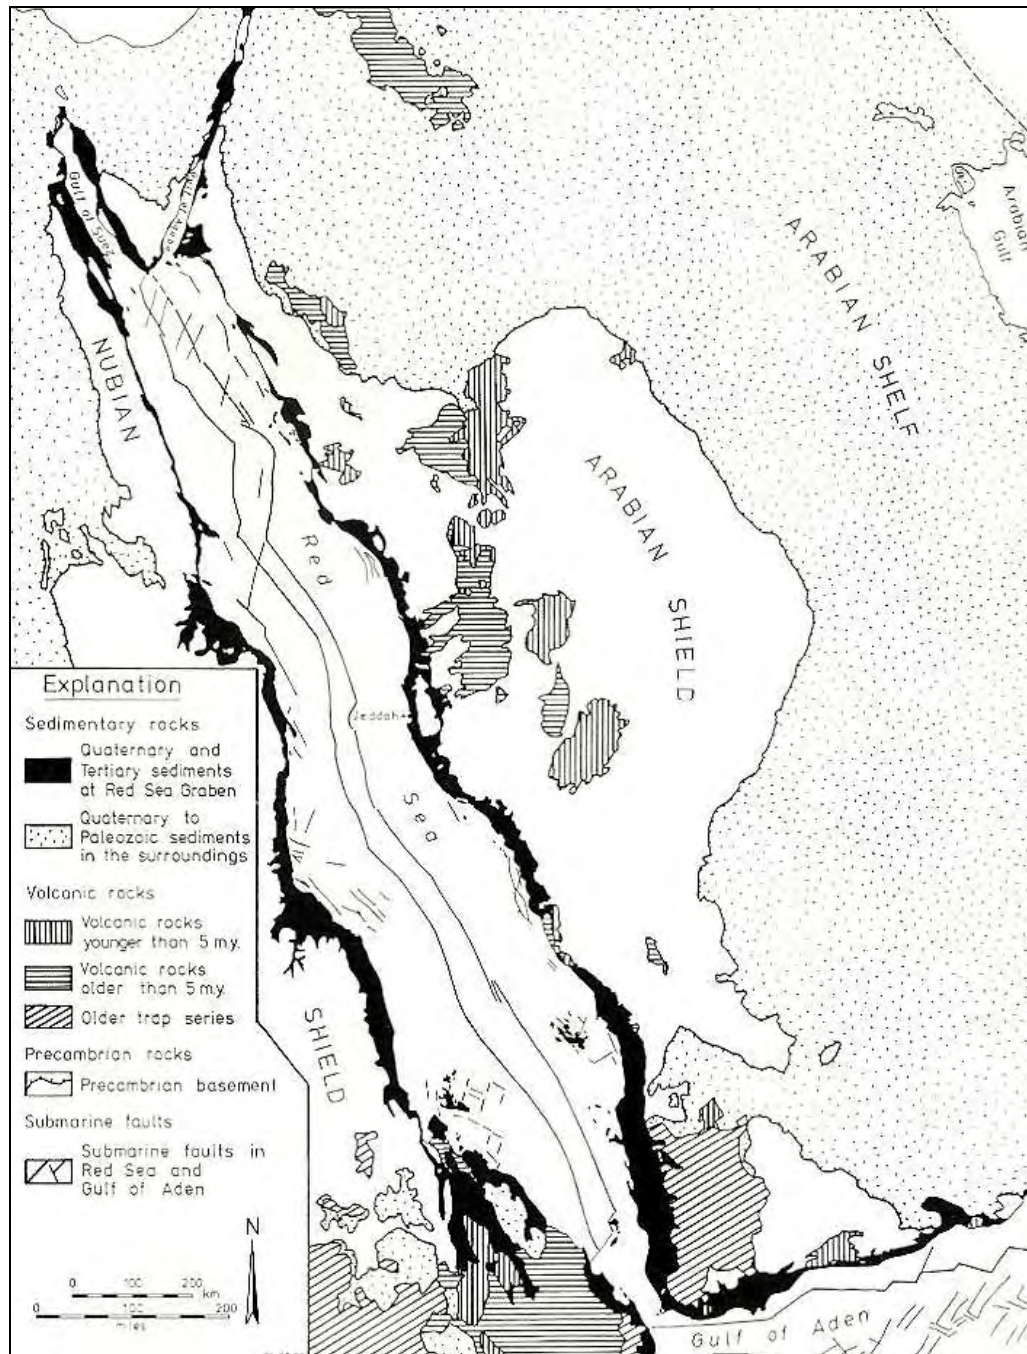 Gulf of Suez
Gulf of Aqaba
Arabian
Gulf
ARABIAN SHELF
NUBIAN
ARABIAN
SHIELD
Red
Sea
Jeddah
SHIELD
Gulf of Aden
Explanation
Sedimentary rocks
Quaternary and
Tertiary sediments
at Red Sea Graben
Quaternary to
Paleozoic sediments
in the surroundings
Volcanic rocks
Volcanic rocks
younger than 5 m.y.
Volcanic rocks
older than 5 m.y.
Older trap series
Precambrian rocks
Precambrian basement
Submarine faults
Submarine faults in
Red Sea and
Gulf of Aden
N
0 100 200
km
0 100 200
miles